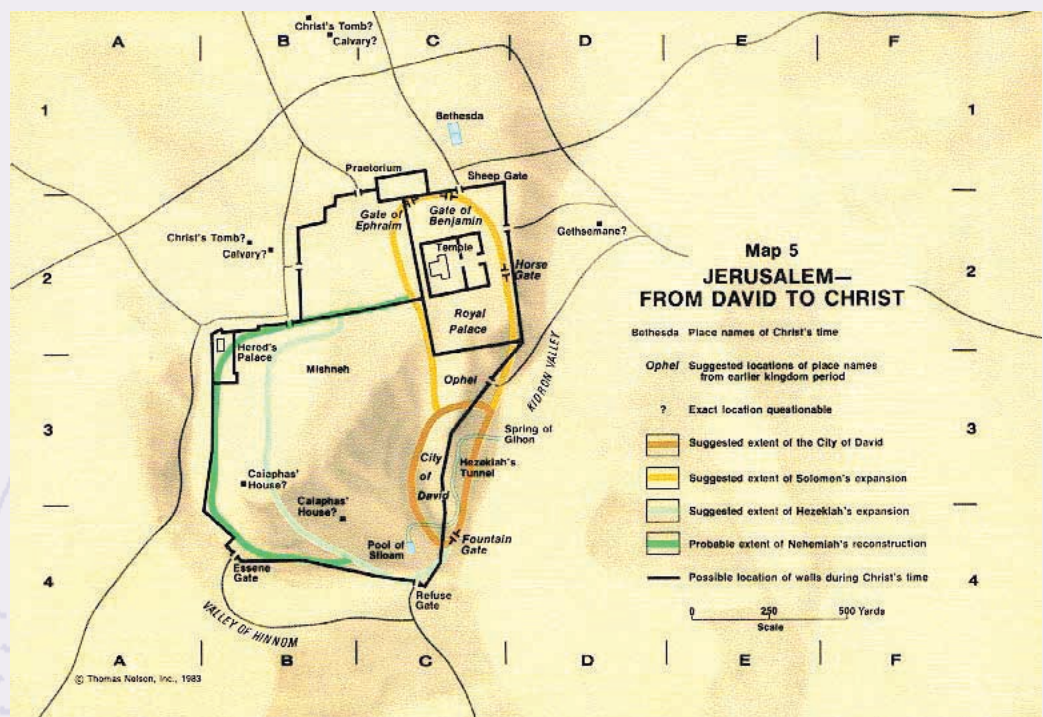 Christ's Tomb?
Calvary?
A
B
C
D
E
F
1
1
Bethesda
Praetorium
Sheep Gate
Gate of
Ephraim
Gate of
Benjamin
Gethsemane?
Christ's Tomb?
Calvary?
Temple
2
2
Horse
Gate
Royal
Palace
Herod's
Palace
Mishneh
Ophel
KIDRON VALLEY
3
3
Spring of
Gihon
City
of
David
Hezekiah's
Tunnel
Caiaphas'
House?
Caiaphas'
House?
Pool of
Siloam
Fountain
Gate
Essene
Gate
4
4
Refuse
Gate
VALLEY OF HINNOM
Map 5
JERUSALEM—
FROM DAVID TO CHRIST
Bethesda Place names of Christ's time
Ophel Suggested locations of place names
from earlier kingdom period
? Exact location questionable
Suggested extent of the City of David
Suggested extent of Solomon's expansion
Suggested extent of Hezekiah's expansion
Probable extent of Nehemiah's reconstruction
Possible location of walls during Christ's time
0 250 500 Yards
Scale
A
B
C
D
E
F
© Thomas Nelson, Inc., 1983